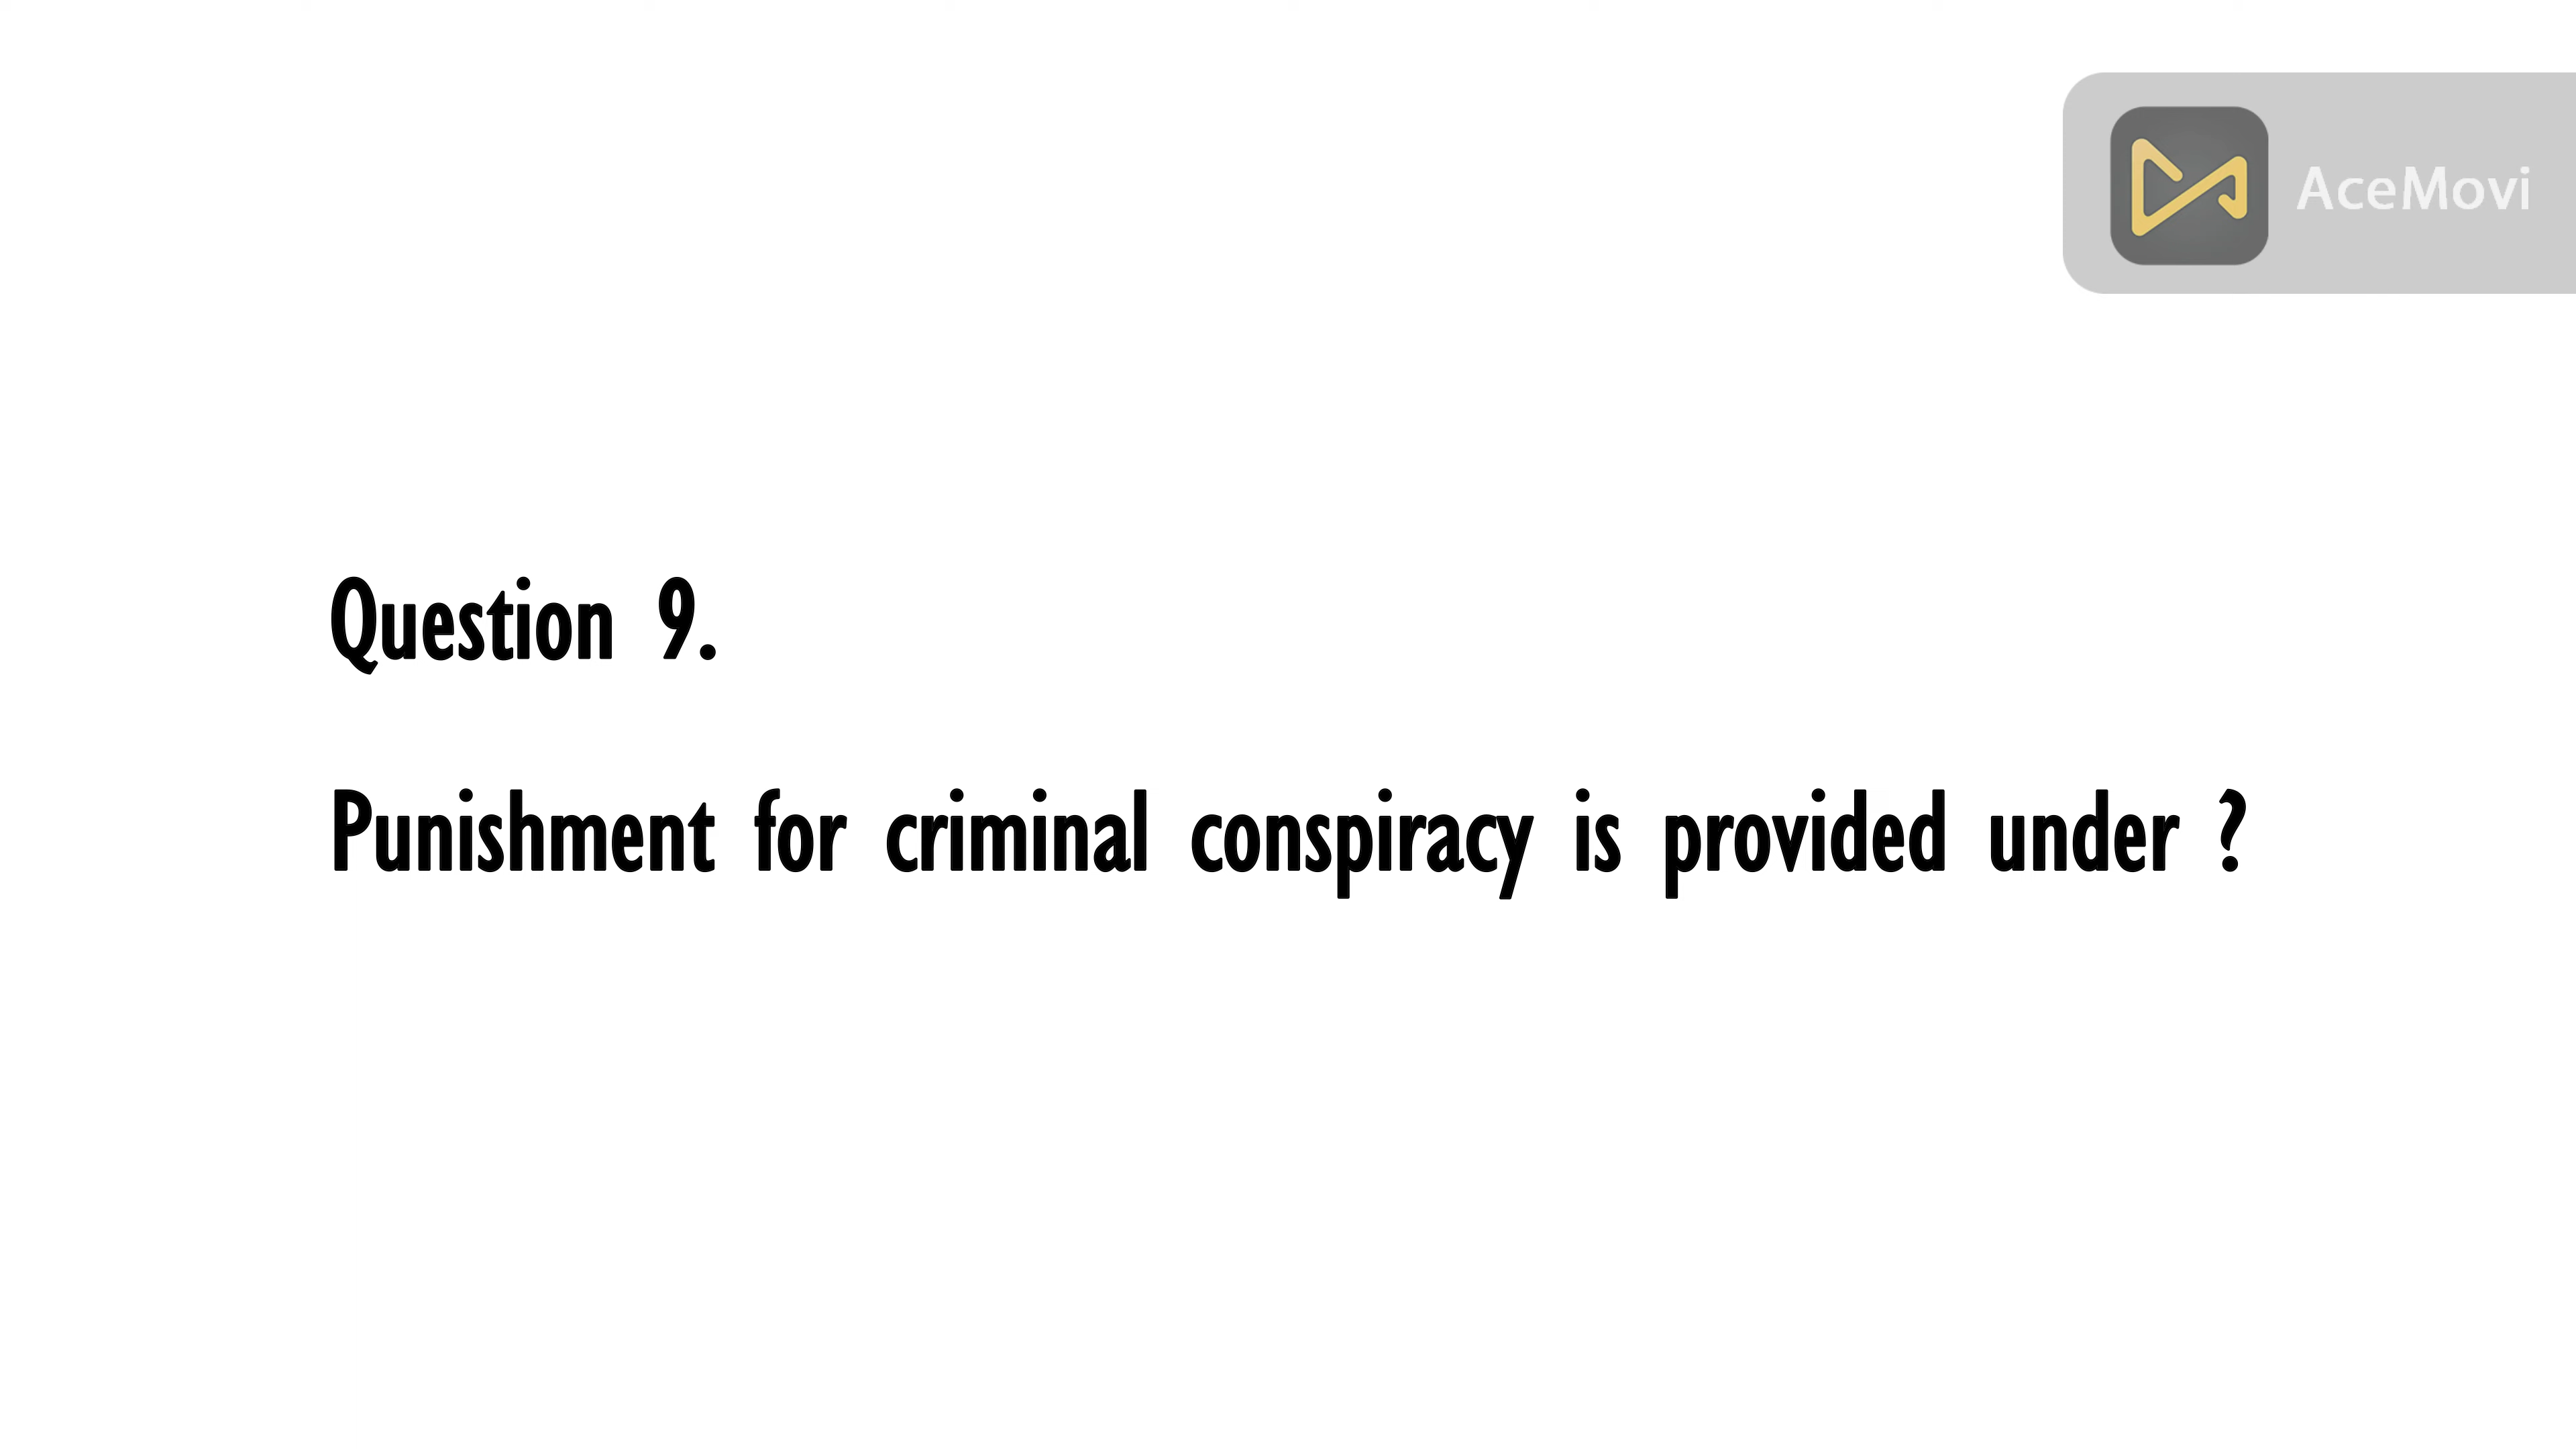 AceMovi
Question 9.
Punishment for criminal conspiracy is provided under ?